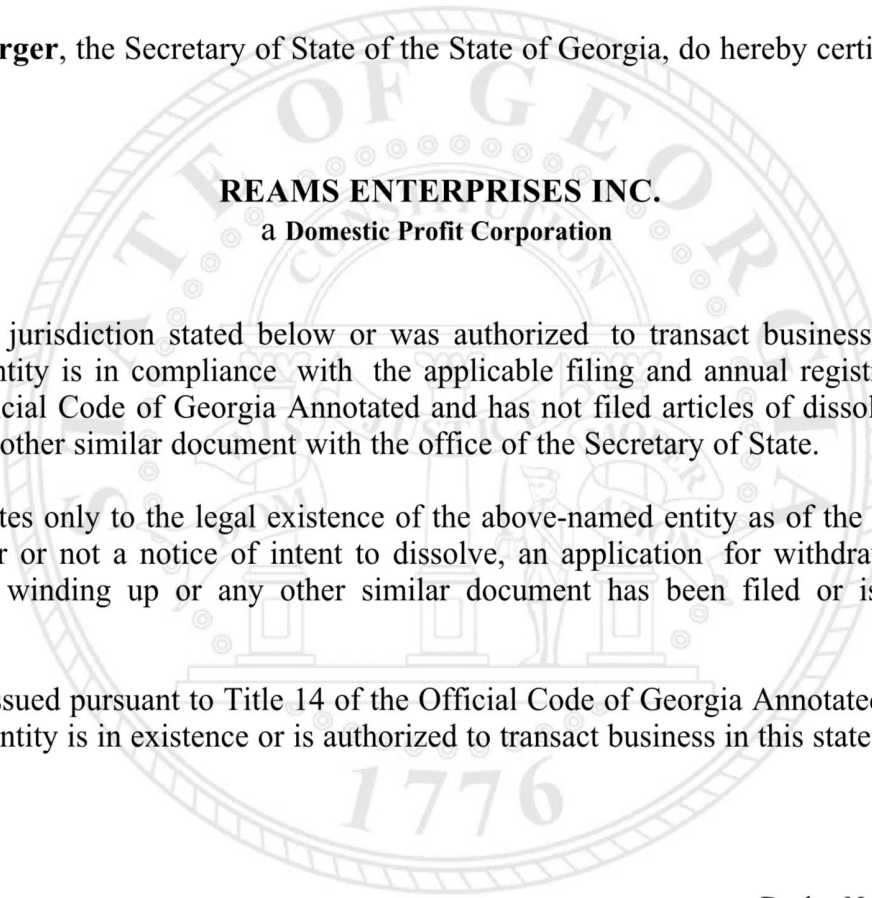 rger, the Secretary of State of the State of Georgia, do hereby certi
REAMS ENTERPRISES INC.
a Domestic Profit Corporation
jurisdiction stated below or was authorized to transact business
ntity is in compliance with the applicable filing and annual regist
cial Code of Georgia Annotated and has not filed articles of dissol
other similar document with the office of the Secretary of State.
tes only to the legal existence of the above-named entity as of the
r or not a notice of intent to dissolve, an application for withdra
winding up or any other similar document has been filed or is
ssued pursuant to Title 14 of the Official Code of Georgia Annotated
ntity is in existence or is authorized to transact business in this state
STATE OF GEORGIA
CONSTITUTION
JUSTICE
1776